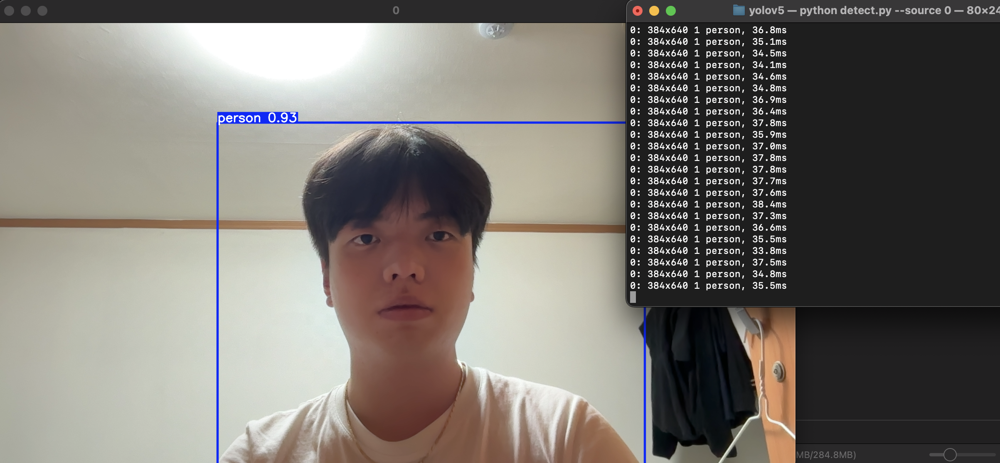 0
yolov5 — python detect.py --source 0 — 80×24
0: 384x640 1 person, 36.8ms
0: 384x640 1 person, 35.1ms
0: 384x640 1 person, 34.5ms
0: 384x640 1 person, 34.1ms
0: 384x640 1 person, 34.6ms
0: 384x640 1 person, 34.8ms
0: 384x640 1 person, 36.9ms
0: 384x640 1 person, 36.4ms
0: 384x640 1 person, 37.8ms
0: 384x640 1 person, 35.9ms
0: 384x640 1 person, 37.0ms
0: 384x640 1 person, 37.8ms
0: 384x640 1 person, 37.8ms
0: 384x640 1 person, 37.7ms
0: 384x640 1 person, 37.6ms
0: 384x640 1 person, 38.4ms
0: 384x640 1 person, 37.3ms
0: 384x640 1 person, 36.6ms
0: 384x640 1 person, 35.5ms
0: 384x640 1 person, 33.8ms
0: 384x640 1 person, 37.5ms
0: 384x640 1 person, 34.8ms
0: 384x640 1 person, 35.5ms
person 0.93
MB/284.8MB)